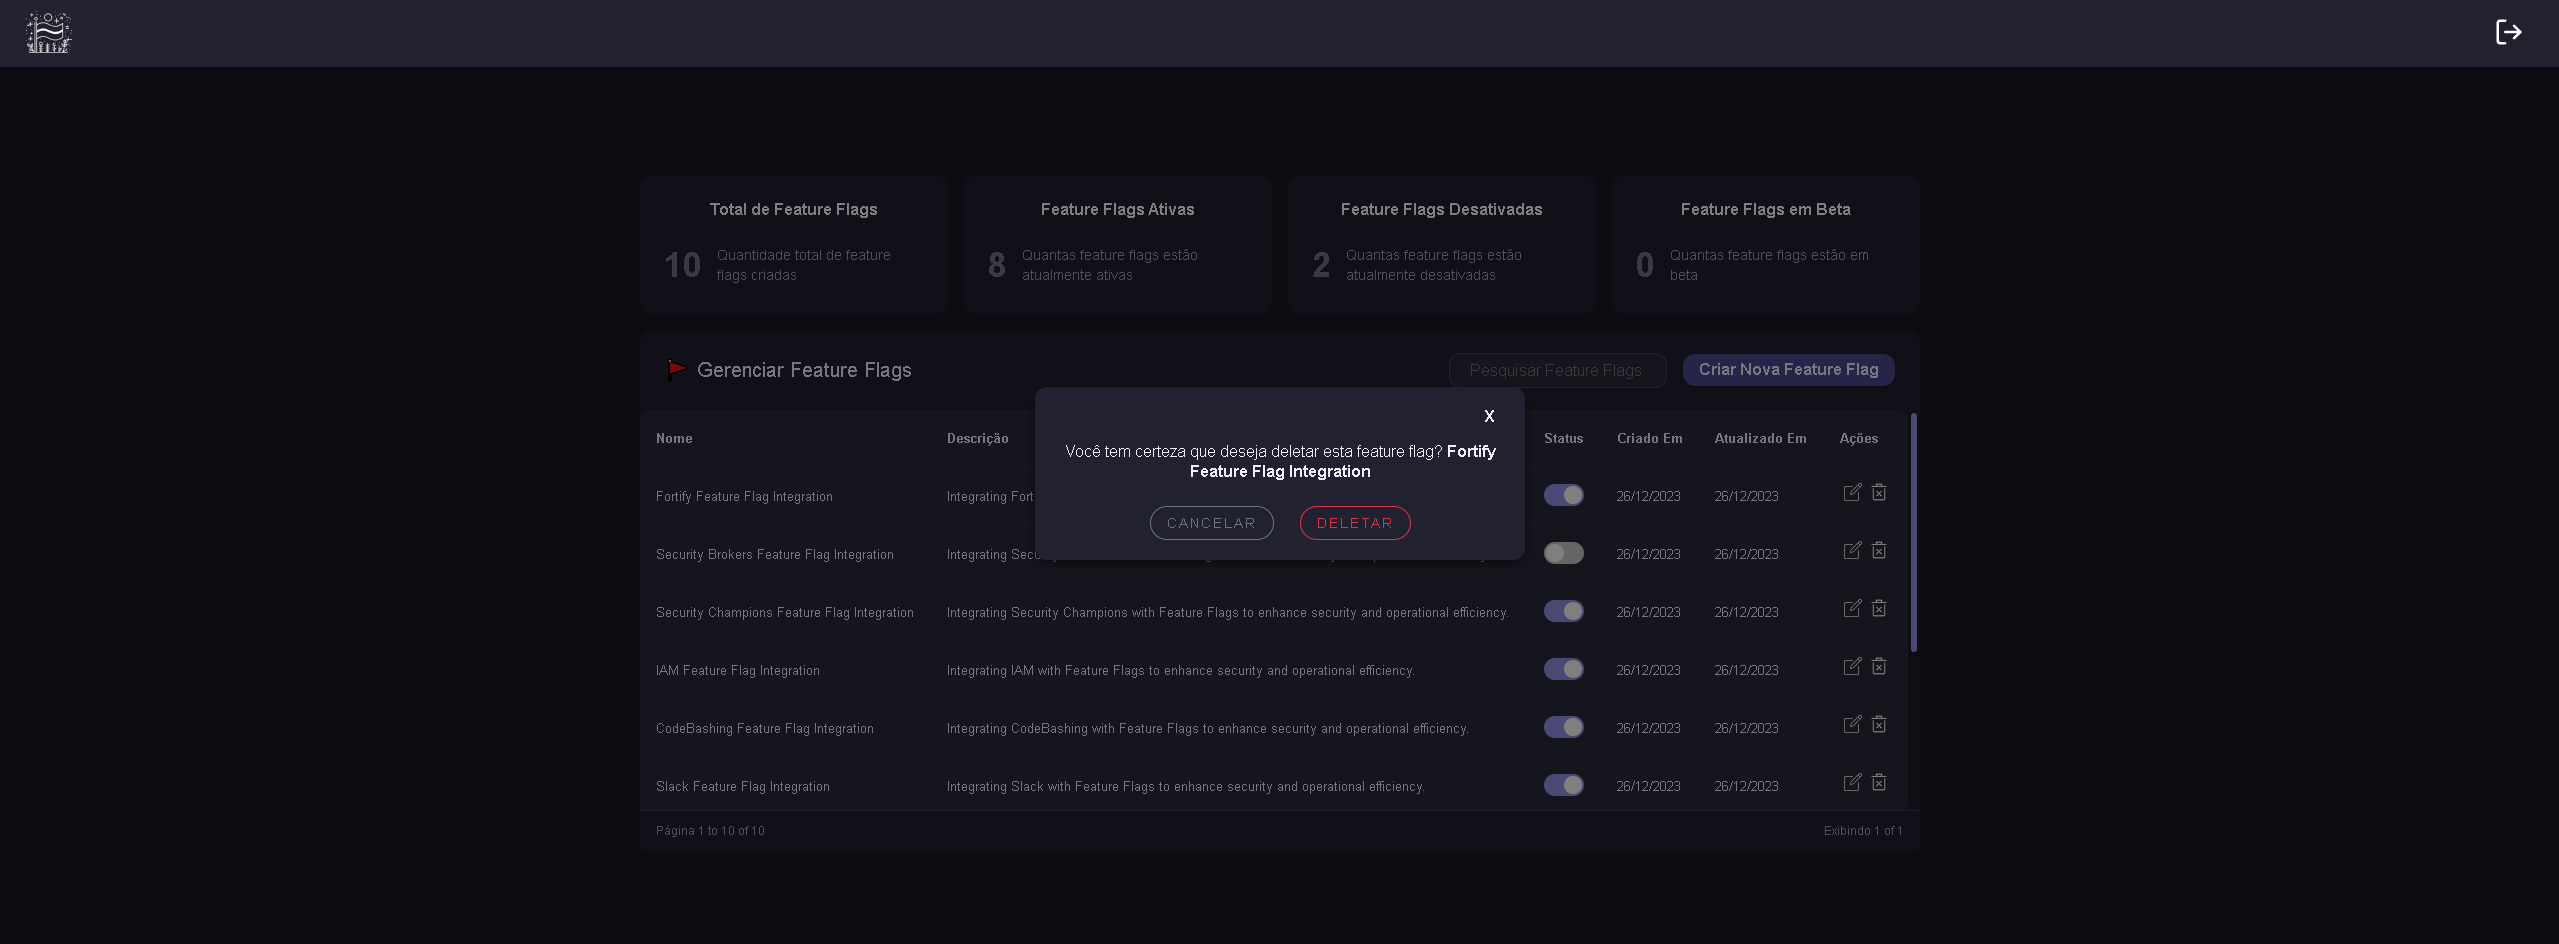 Total de Feature Flags
10
Quantidade total de feature
flags criadas
Feature Flags Ativas
8
Quantas feature flags estão
atualmente ativas
Feature Flags Desativadas
2
Quantas feature flags estão
atualmente desativadas
Feature Flags em Beta
0
Quantas feature flags estão em
beta
Gerenciar Feature Flags
Pesquisar Feature Flags
Criar Nova Feature Flag
X
Você tem certeza que deseja deletar esta feature flag? Fortify
Feature Flag Integration
CANCELAR
DELETAR
Nome Descrição Status Criado Em Atualizado Em Ações
Fortify Feature Flag Integration Integrating Fort 26/12/2023 26/12/2023
Security Brokers Feature Flag Integration Integrating Secu 26/12/2023 26/12/2023
Security Champions Feature Flag Integration Integrating Security Champions with Feature Flags to enhance security and operational efficiency. 26/12/2023 26/12/2023
IAM Feature Flag Integration Integrating IAM with Feature Flags to enhance security and operational efficiency. 26/12/2023 26/12/2023
CodeBashing Feature Flag Integration Integrating CodeBashing with Feature Flags to enhance security and operational efficiency. 26/12/2023 26/12/2023
Slack Feature Flag Integration Integrating Slack with Feature Flags to enhance security and operational efficiency. 26/12/2023 26/12/2023
Página 1 to 10 of 10
Exibindo 1 of 1